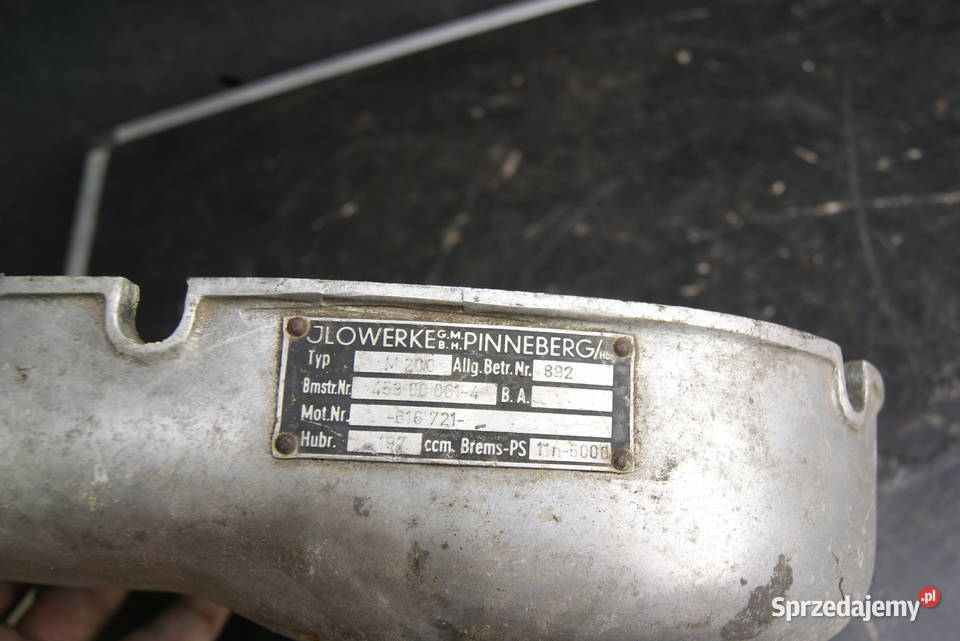 JLOWERKE G.M.B.H. PINNEBERG/Hb.
Typ M 200 Allg.Betr.Nr. 892
Bmstr.Nr. 453 00 061-4 B.A.
Mot.Nr. -616 721-
Hubr. 197 ccm. Brems-PS 11n-5000
Sprzedajemy.pl